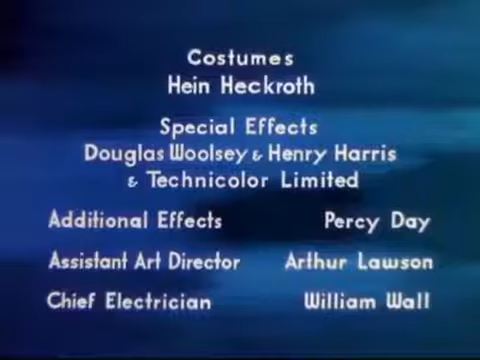 Costumes
Hein Heckroth
Special Effects
Douglas Woolsey & Henry Harris
& Technicolor Limited
Additional Effects Percy Day
Assistant Art Director Arthur Lawson
Chief Electrician William Wall